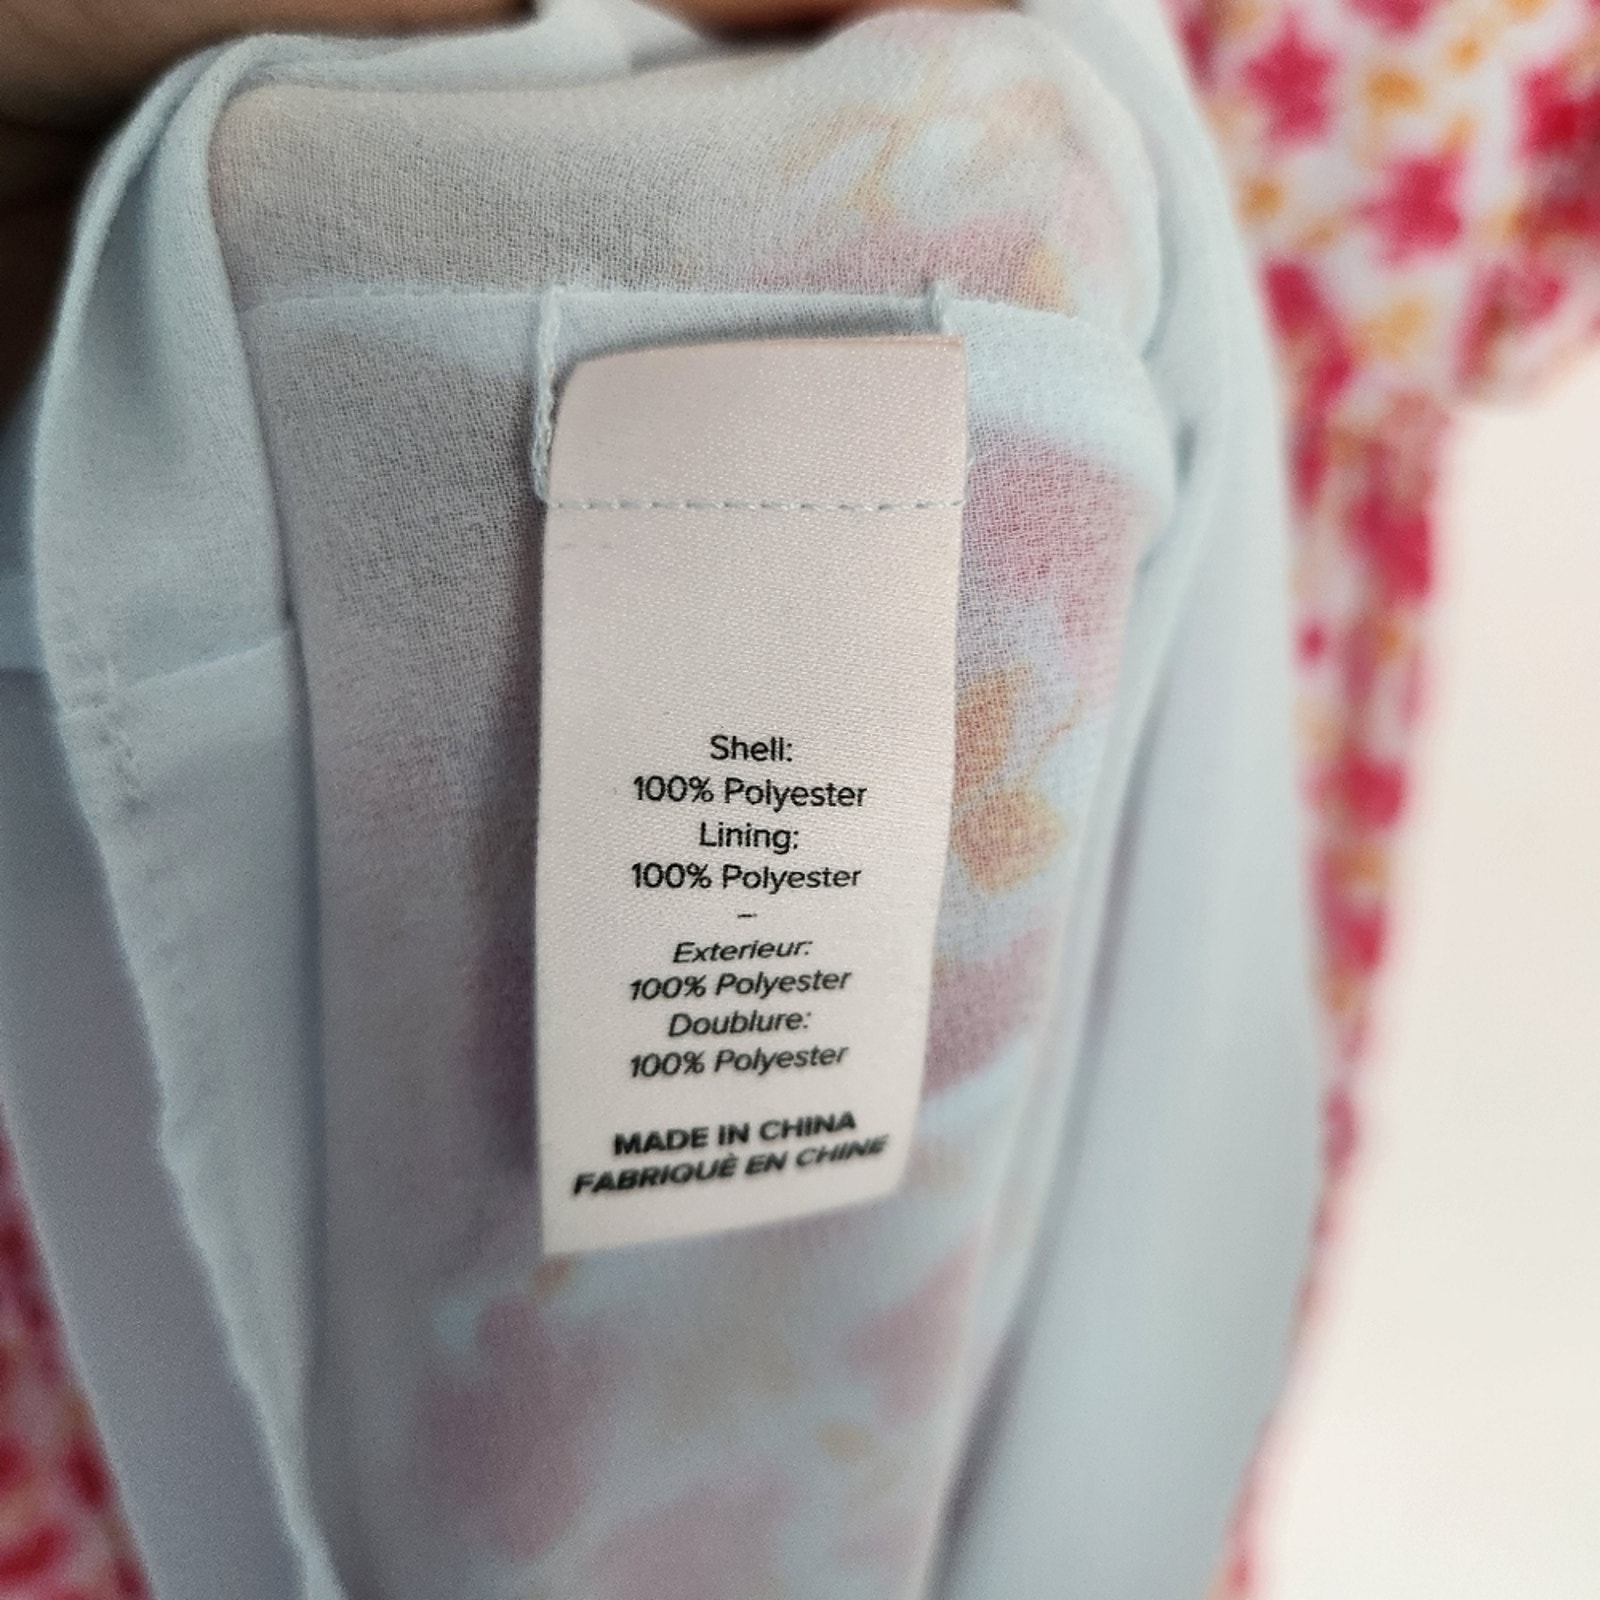 Shell:
100% Polyester
Lining:
100% Polyester
–
Exterieur:
100% Polyester
Doublure:
100% Polyester
MADE IN CHINA
FABRIQUÈ EN CHINE